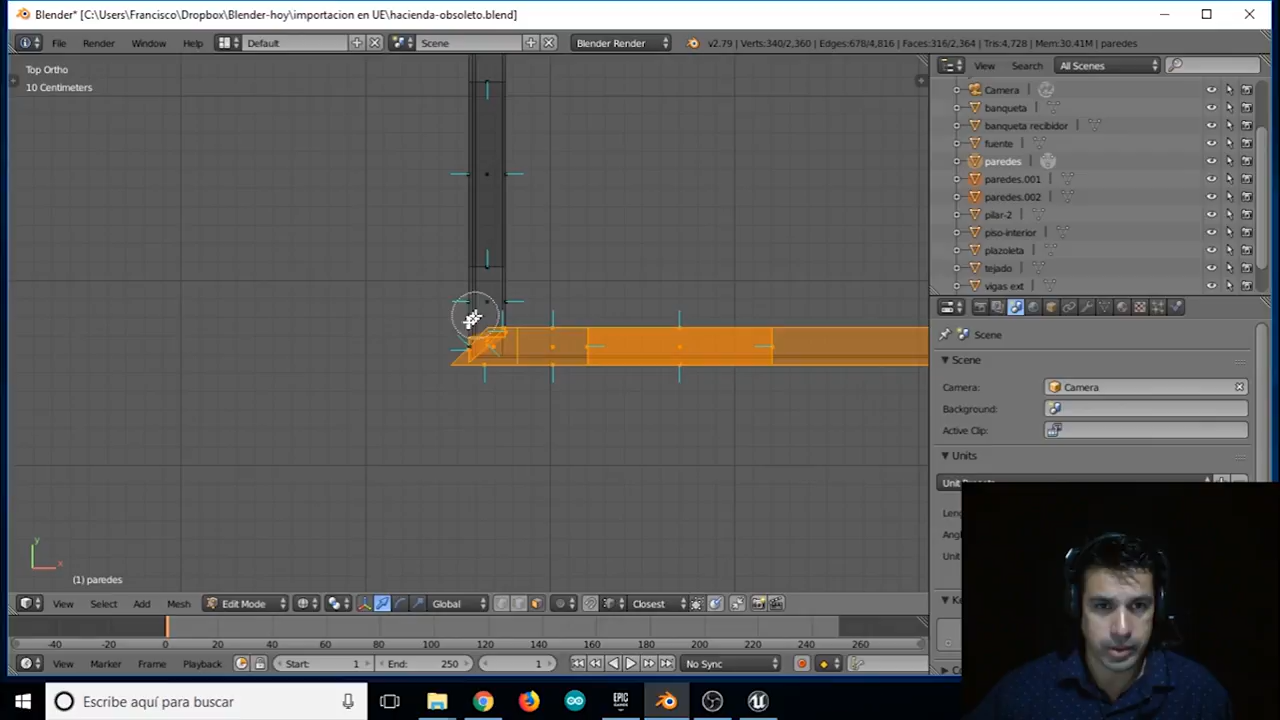 Blender* [C:\Users\Francisco\Dropbox\Blender-hoy\importacion en UE\hacienda-obsoleto.blend]
File Render Window Help Default Scene Blender Render v2.79 | Verts:340/2,360 | Edges:678/4,816 | Faces:316/2,364 | Tris:4,728 | Mem:30.41M | paredes
Top Ortho
10 Centimeters
View Search All Scenes
Camera
banqueta
banqueta recibidor
fuente
paredes
paredes.001
paredes.002
pilar-2
piso-interior
plazoleta
tejado
vigas ext
Scene
Scene
Camera: Camera
Background:
Active Clip:
Units
y
x
(1) paredes
View Select Add Mesh Edit Mode Global Closest
-40 -20 0 20 40 60 80 100 120 140 160 180 200 220 240 260
View Marker Frame Playback Start: 1 End: 250 1 No Sync
Escribe aquí para buscar
EPIC
GAMES